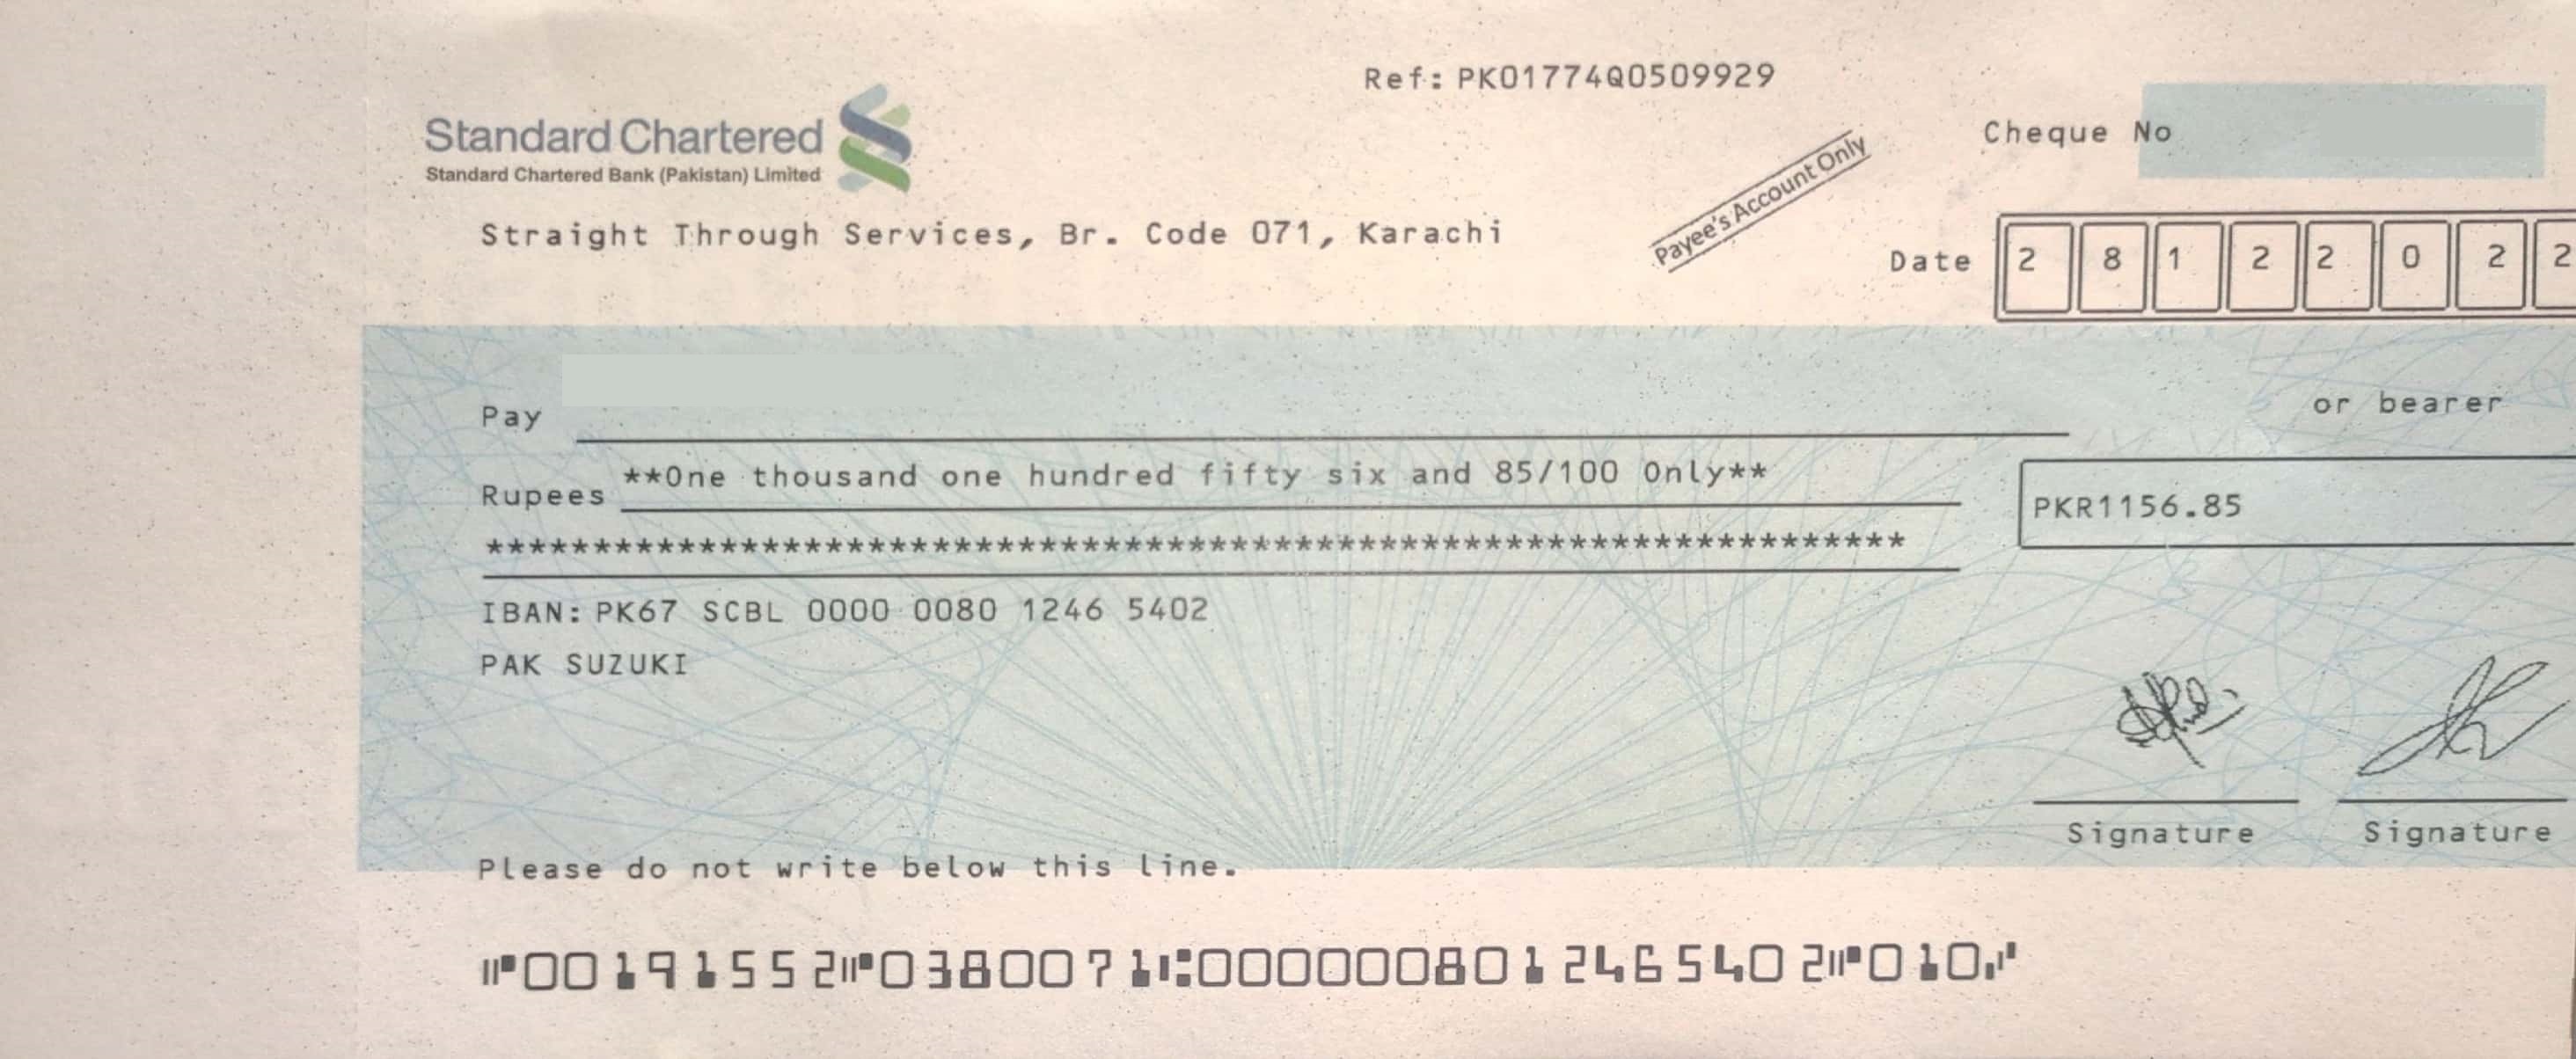 Ref: PK01774Q0509929
Standard Chartered
Standard Chartered Bank (Pakistan) Limited
Cheque No
Payee's Account Only
Straight Through Services, Br. Code 071, Karachi
Date 2 8 1 2 2 0 2 2
Pay or bearer
Rupees **One thousand one hundred fifty six and 85/100 Only**
PKR1156.85
*******************************************************************
IBAN: PK67 SCBL 0000 0080 1246 5402
PAK SUZUKI
Signature Signature
Please do not write below this line.
⑈00191552⑈0380071⑆0000008012465402⑈010⑇